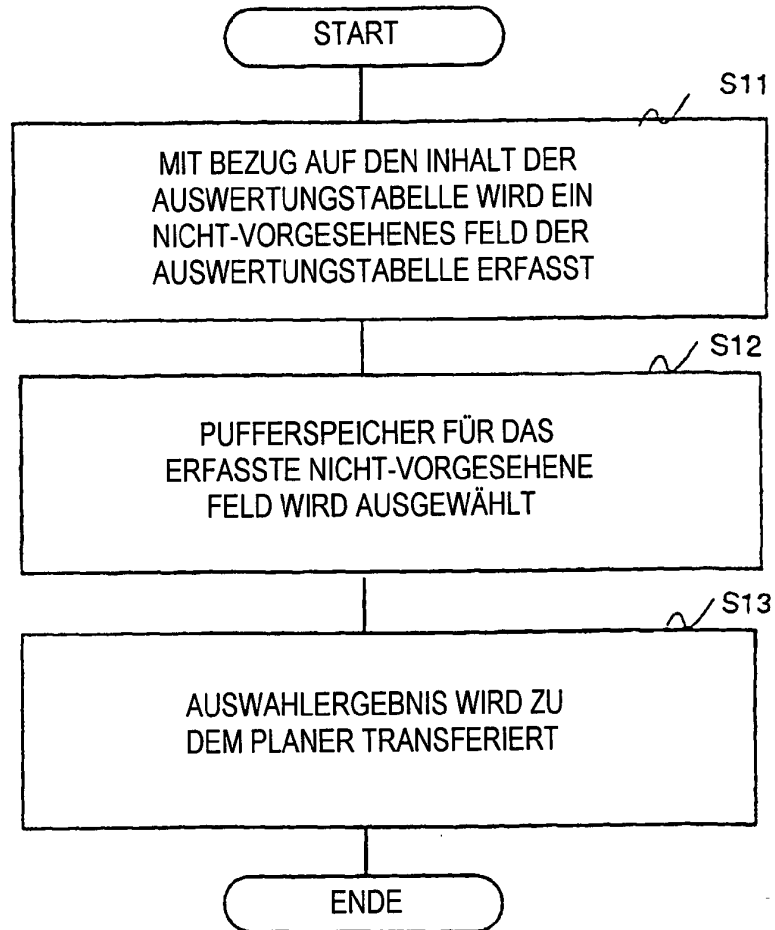 START
S11
MIT BEZUG AUF DEN INHALT DER
AUSWERTUNGSTABELLE WIRD EIN
NICHT-VORGESEHENES FELD DER
AUSWERTUNGSTABELLE ERFASST
S12
PUFFERSPEICHER FÜR DAS
ERFASSTE NICHT-VORGESEHENE
FELD WIRD AUSGEWÄHLT
S13
AUSWAHLERGEBNIS WIRD ZU
DEM PLANER TRANSFERIERT
ENDE